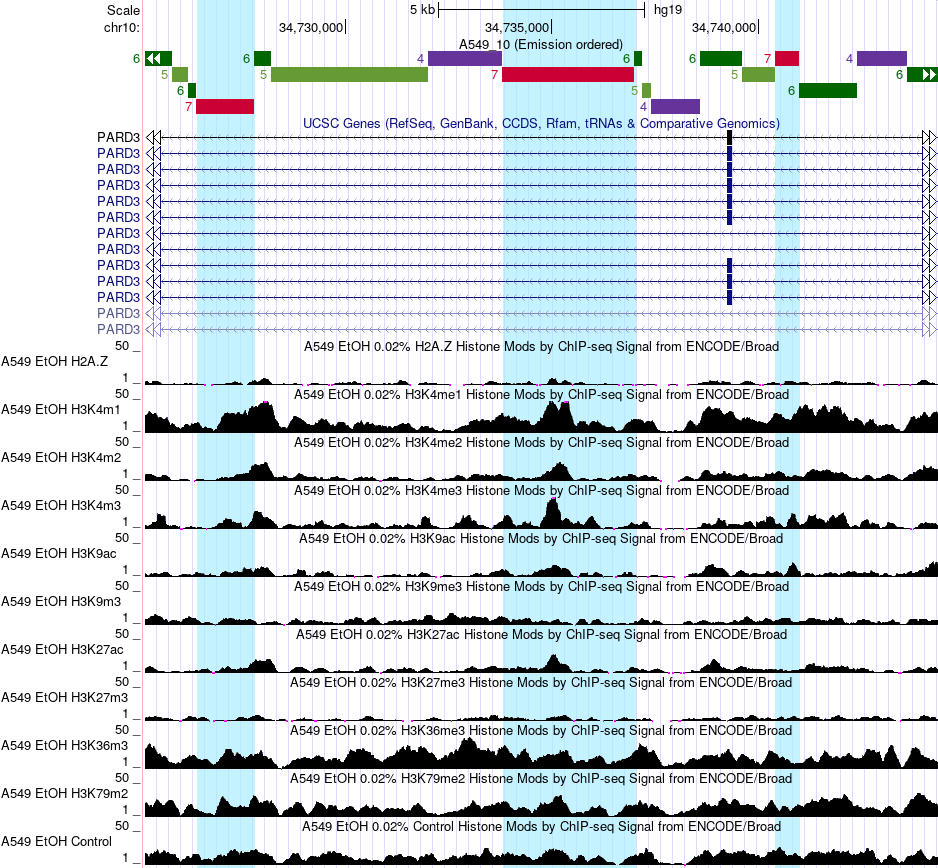 Scale 5 kb hg19
chr10: 34,730,000 34,735,000 34,740,000
A549_10 (Emission ordered)
6 6 4 6 6 7 4
5 5 7 5 6
6 5 6
7 4
UCSC Genes (RefSeq, GenBank, CCDS, Rfam, tRNAs & Comparative Genomics)
PARD3
PARD3
PARD3
PARD3
PARD3
PARD3
PARD3
PARD3
PARD3
PARD3
PARD3
PARD3
PARD3
50 _ A549 EtOH 0.02% H2A.Z Histone Mods by ChIP-seq Signal from ENCODE/Broad
A549 EtOH H2A.Z
1 _
50 _ A549 EtOH 0.02% H3K4me1 Histone Mods by ChIP-seq Signal from ENCODE/Broad
A549 EtOH H3K4m1
1 _
50 _ A549 EtOH 0.02% H3K4me2 Histone Mods by ChIP-seq Signal from ENCODE/Broad
A549 EtOH H3K4m2
1 _
50 _ A549 EtOH 0.02% H3K4me3 Histone Mods by ChIP-seq Signal from ENCODE/Broad
A549 EtOH H3K4m3
1 _
50 _ A549 EtOH 0.02% H3K9ac Histone Mods by ChIP-seq Signal from ENCODE/Broad
A549 EtOH H3K9ac
1 _
50 _ A549 EtOH 0.02% H3K9me3 Histone Mods by ChIP-seq Signal from ENCODE/Broad
A549 EtOH H3K9m3
1 _
50 _ A549 EtOH 0.02% H3K27ac Histone Mods by ChIP-seq Signal from ENCODE/Broad
A549 EtOH H3K27ac
1 _
50 _ A549 EtOH 0.02% H3K27me3 Histone Mods by ChIP-seq Signal from ENCODE/Broad
A549 EtOH H3K27m3
1 _
50 _ A549 EtOH 0.02% H3K36me3 Histone Mods by ChIP-seq Signal from ENCODE/Broad
A549 EtOH H3K36m3
1 _
50 _ A549 EtOH 0.02% H3K79me2 Histone Mods by ChIP-seq Signal from ENCODE/Broad
A549 EtOH H3K79m2
1 _
50 _ A549 EtOH 0.02% Control Histone Mods by ChIP-seq Signal from ENCODE/Broad
A549 EtOH Control
1 _